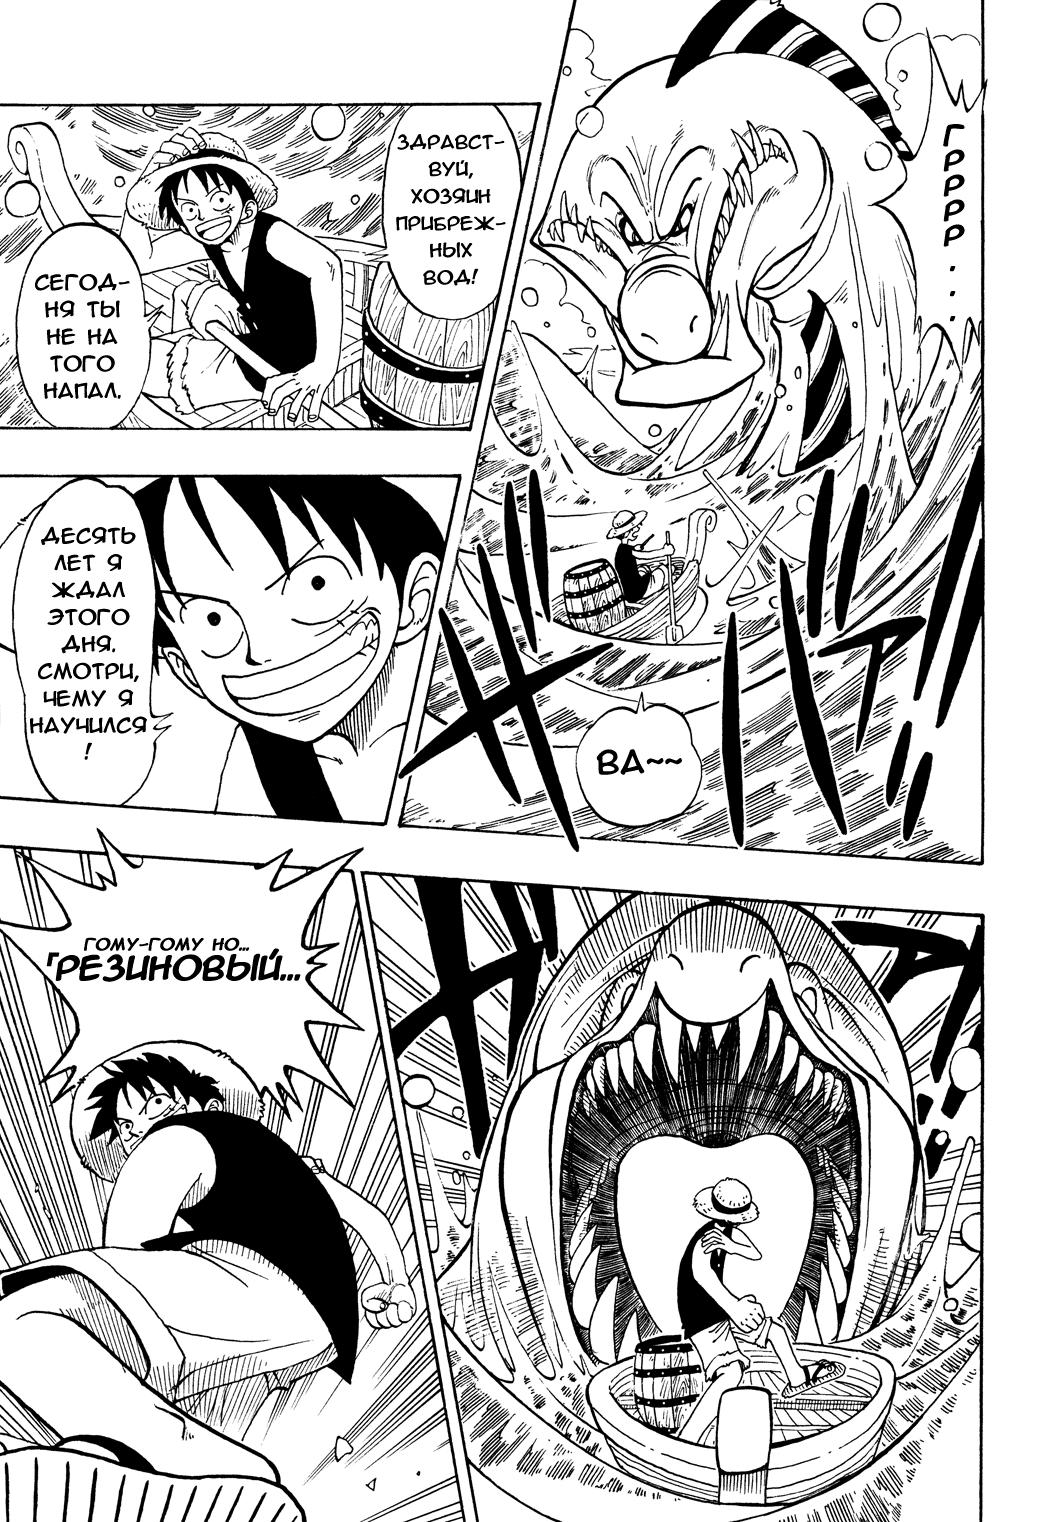 ГРРРР...
ВА~~
ЗДРАВСТ-
ВУЙ,
ХОЗЯИН
ПРИБРЕЖ-
НЫХ
ВОД!
СЕГОД-
НЯ ТЫ
НЕ НА
ТОГО
НАПАЛ.
ДЕСЯТЬ
ЛЕТ Я
ЖДАЛ
ЭТОГО
ДНЯ.
СМОТРИ,
ЧЕМУ Я
НАУЧИЛСЯ
!
ГОМУ-ГОМУ НО...
「РЕЗИНОВЫЙ...